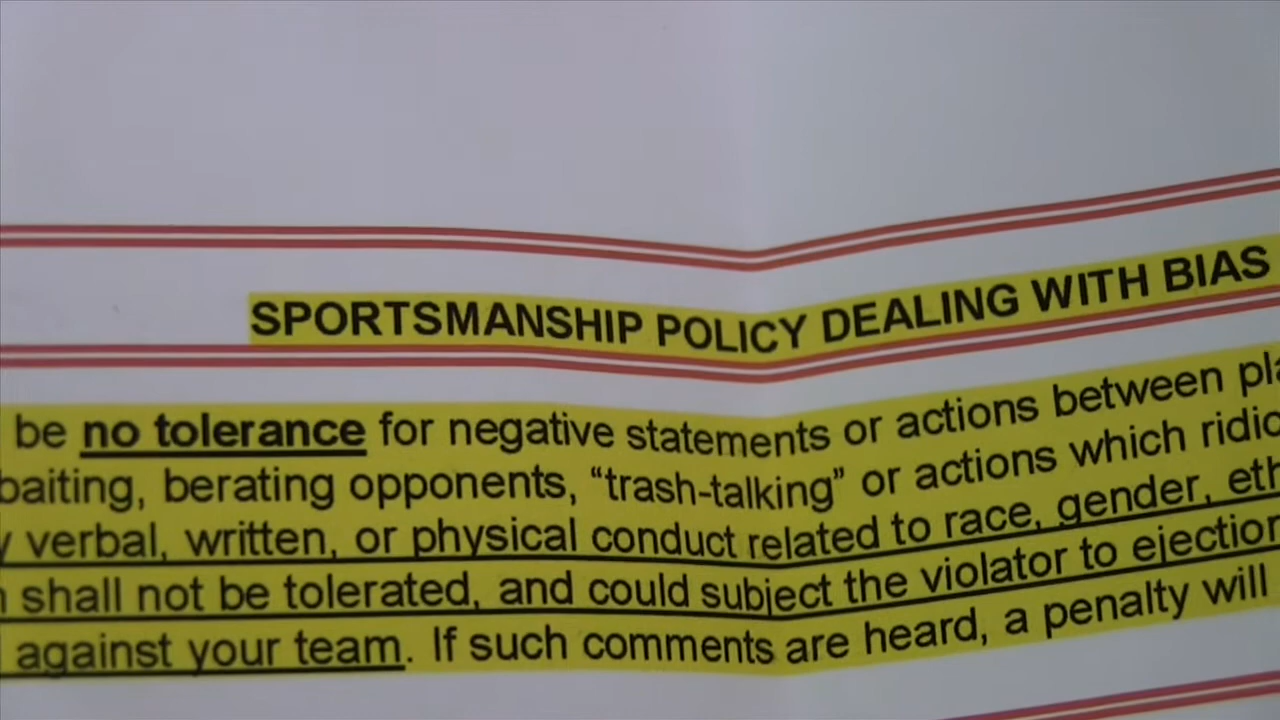 SPORTSMANSHIP POLICY DEALING WITH BIAS
be no tolerance for negative statements or actions between
baiting, berating opponents, “trash-talking” or actions which
verbal, written, or physical conduct related to race, gender,
shall not be tolerated, and could subject the violator to ejection
against your team. If such comments are heard, a penalty will